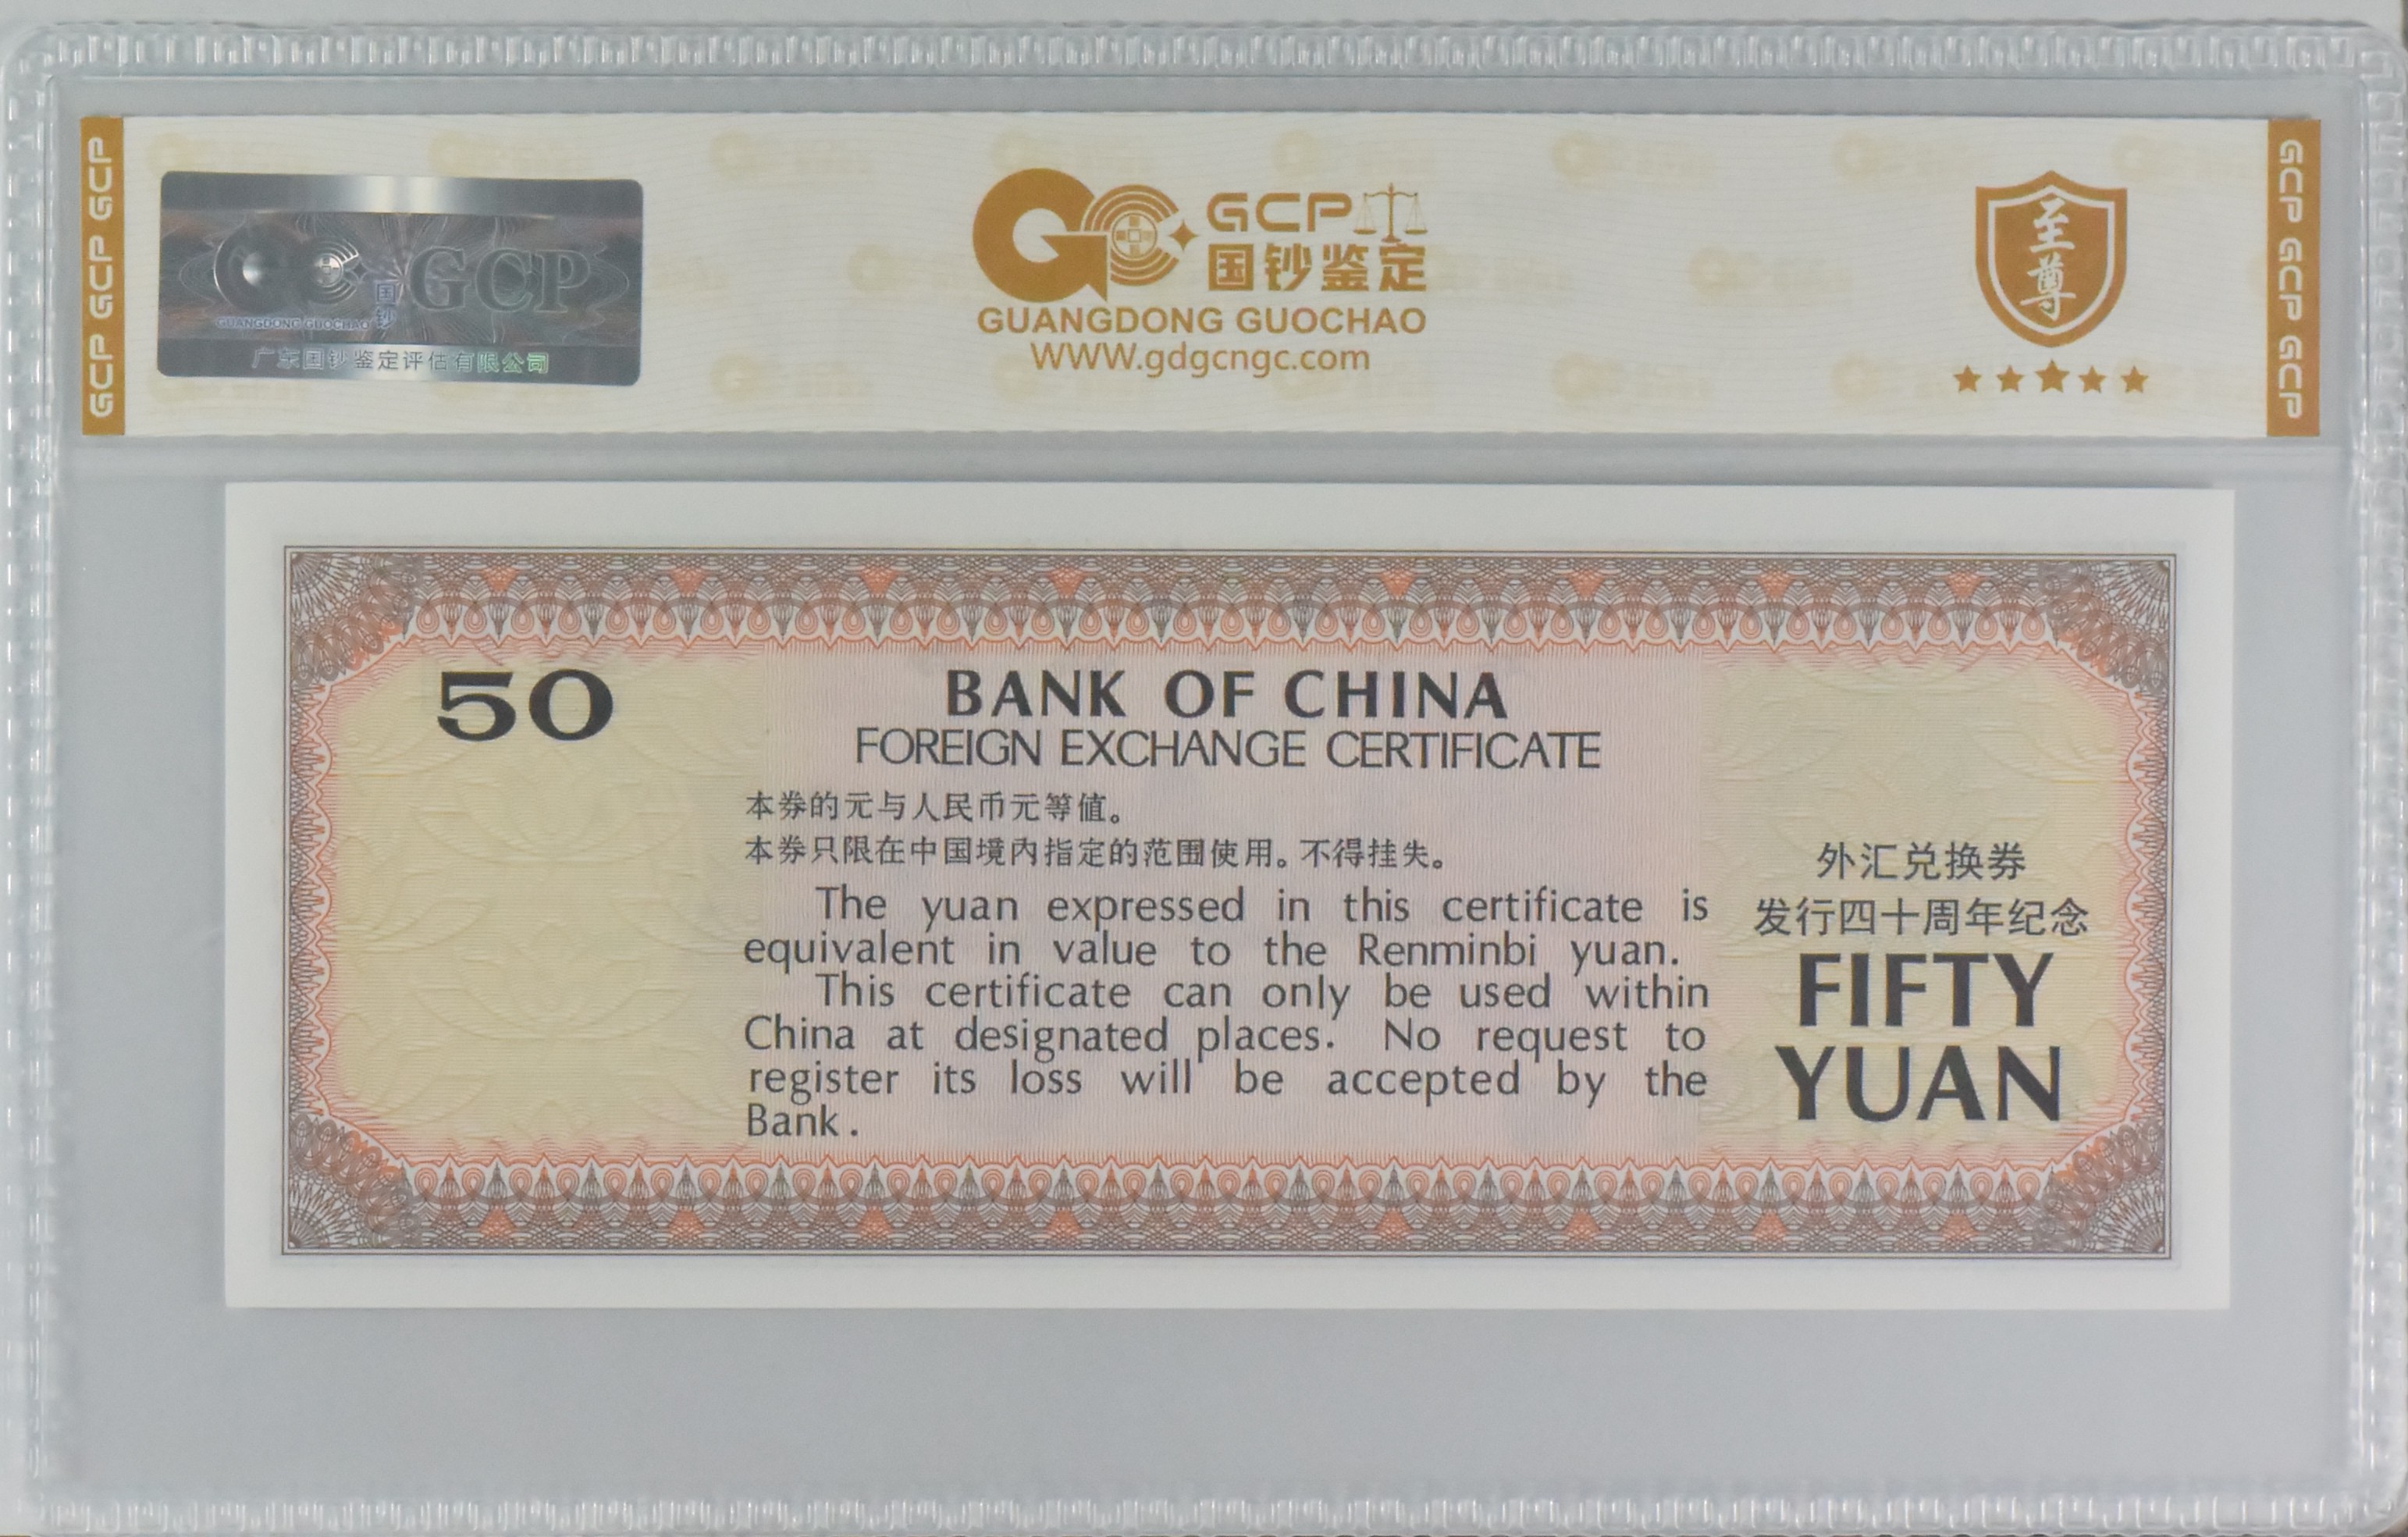 GCP GCP GCP
GCP
国钞
GUANGDONG GUOCHAO
广东国钞鉴定评估有限公司
GCP
国钞鉴定
GUANGDONG GUOCHAO
WWW.gdgcngc.com
至尊
GCP GCP GCP
50
BANK OF CHINA
FOREIGN EXCHANGE CERTIFICATE
本券的元与人民币元等值。
本券只限在中国境内指定的范围使用。不得挂失。
The yuan expressed in this certificate is
equivalent in value to the Renminbi yuan.
This certificate can only be used within
China at designated places. No request to
register its loss will be accepted by the
Bank.
外汇兑换券
发行四十周年纪念
FIFTY
YUAN